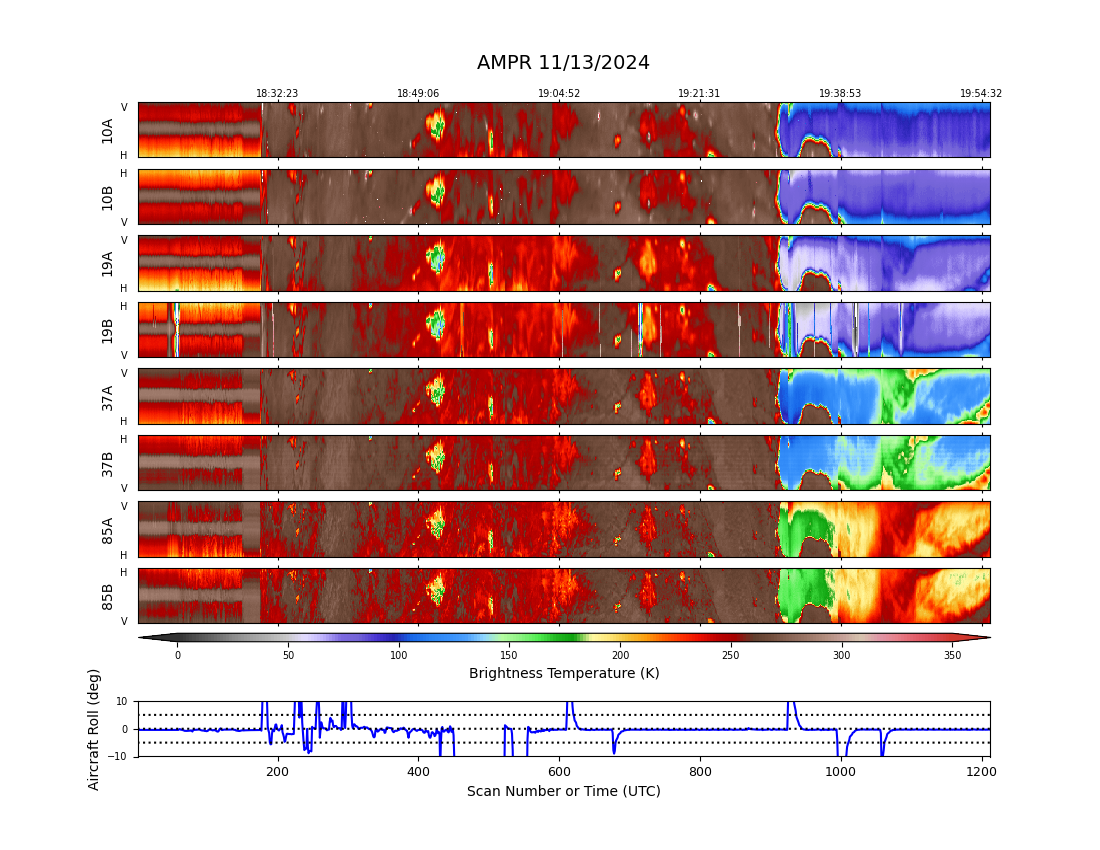 AMPR 11/13/2024
18:32:23 18:49:06 19:04:52 19:21:31 19:38:53 19:54:32
V
10A
H
H
10B
V
V
19A
H
H
19B
V
V
37A
H
H
37B
V
V
85A
H
H
85B
V
0 50 100 150 200 250 300 350
Brightness Temperature (K)
Aircraft Roll (deg)
10
0
−10
200 400 600 800 1000 1200
Scan Number or Time (UTC)